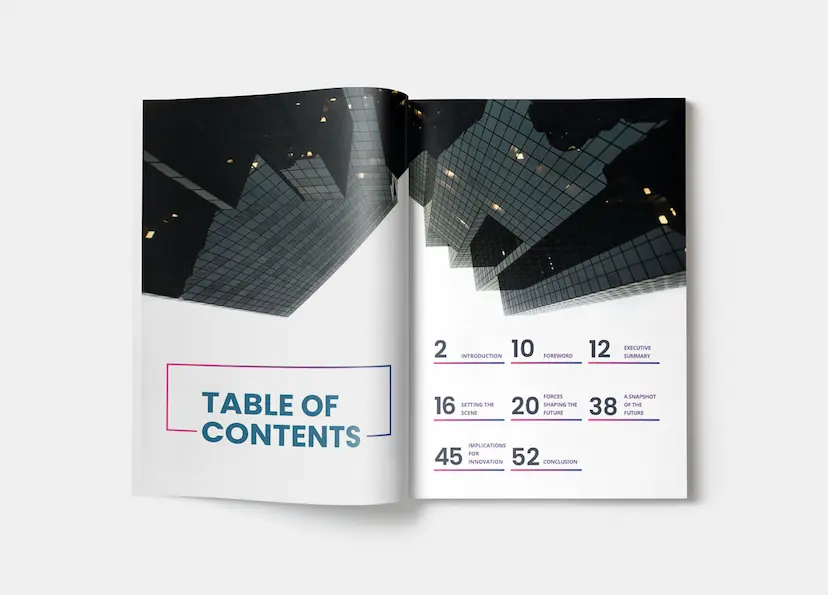 TABLE OF
CONTENTS
2 INTRODUCTION
10 FOREWORD
12 EXECUTIVE
SUMMARY
16 SETTING THE
SCENE
20 FORCES
SHAPING THE
FUTURE
38 A SNAPSHOT
OF THE
FUTURE
45 IMPLICATIONS
FOR
INNOVATION
52 CONCLUSION